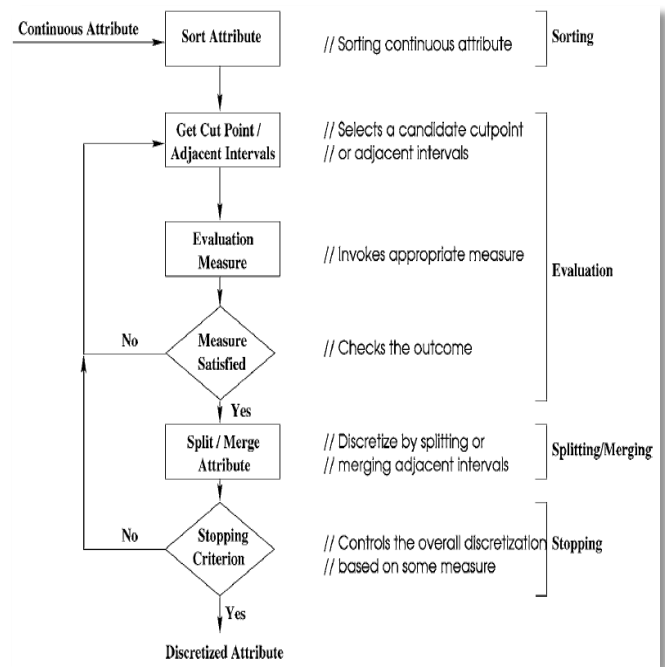 Continuous Attribute
Sort Attribute
// Sorting continuous attribute
Sorting
Get Cut Point /
Adjacent Intervals
// Selects a candidate cutpoint
// or adjacent intervals
Evaluation
Measure
// Invokes appropriate measure
Evaluation
No
Measure
Satisfied
// Checks the outcome
Yes
Split / Merge
Attribute
// Discretize by splitting or
// merging adjacent intervals
Splitting/Merging
No
Stopping
Criterion
// Controls the overall discretization
// based on some measure
Stopping
Yes
Discretized Attribute